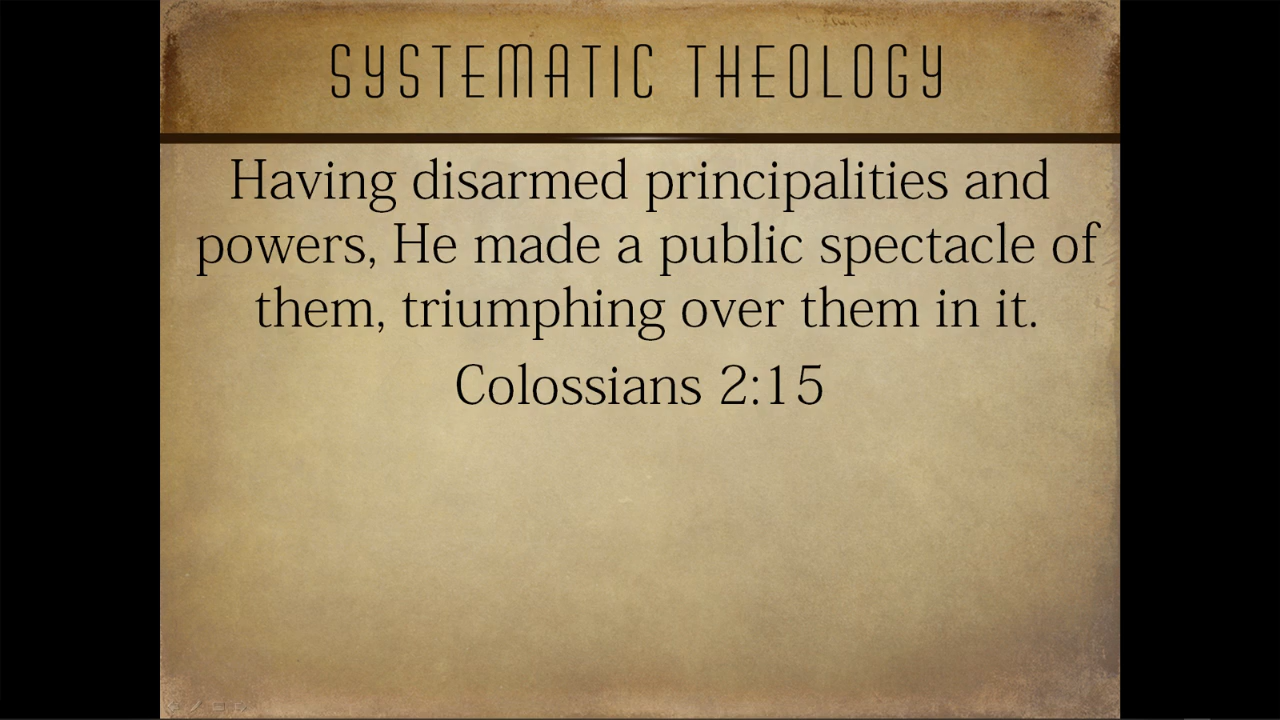 SYSTEMATIC THEOLOGY
Having disarmed principalities and
powers, He made a public spectacle of
them, triumphing over them in it.
Colossians 2:15